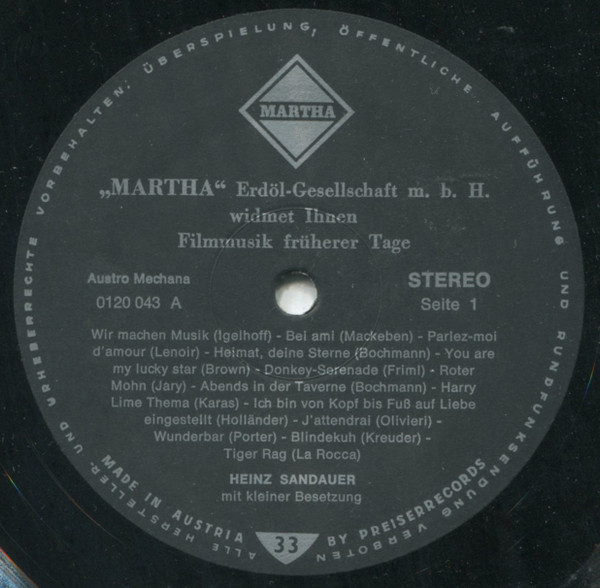 ALLE HERSTELLER- UND URHEBERRECHTE VORBEHALTEN; ÜBERSPIELUNG, ÖFFENTLICHE AUFFÜHRUNG UND RUNDFUNKSENDUNG VERBOTEN
MARTHA
„MARTHA“ Erdöl-Gesellschaft m. b. H.
widmet Ihnen
Filmmusik früherer Tage
Austro Mechana
STEREO
0120 043 A
Seite 1
Wir machen Musik (Igelhoff) - Bel ami (Mackeben) - Parlez-moi
d'amour (Lenoir) - Heimat, deine Sterne (Bochmann) - You are
my lucky star (Brown) - Donkey-Serenade (Friml) - Roter
Mohn (Jary) - Abends in der Taverne (Bochmann) - Harry
Lime Thema (Karas) - Ich bin von Kopf bis Fuß auf Liebe
eingestellt (Holländer) - J'attendrai (Olivieri) -
Wunderbar (Porter) - Blindekuh (Kreuder) -
Tiger Rag (La Rocca)
HEINZ SANDAUER
mit kleiner Besetzung
MADE IN AUSTRIA
33
BY PREISERRECORDS